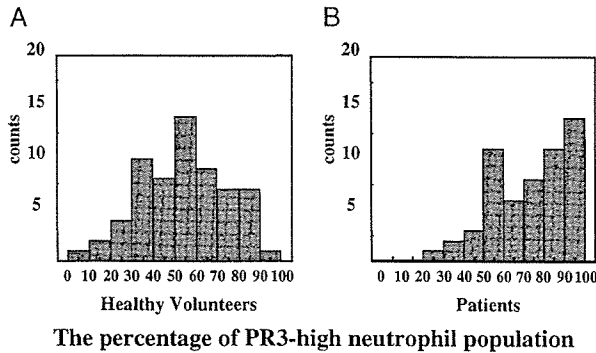 A
20
15
10
5
counts
0 10 20 30 40 50 60 70 80 90 100
Healthy Volunteers
B
20
15
10
5
counts
0 10 20 30 40 50 60 70 80 90 100
Patients
The percentage of PR3-high neutrophil population